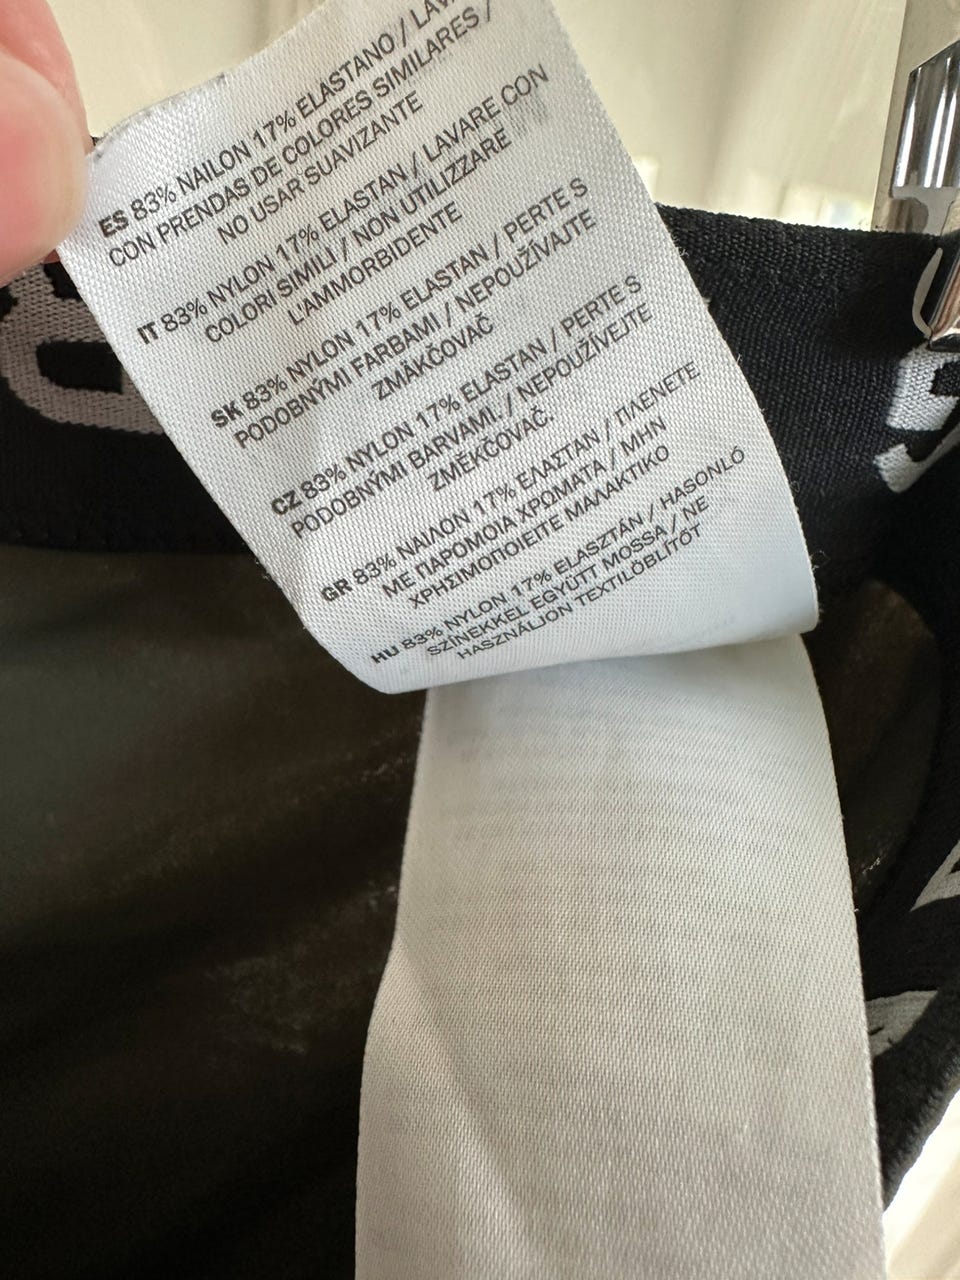 ES 83% NAILON 17% ELASTANO / LAV
CON PRENDAS DE COLORES SIMILARES /
NO USAR SUAVIZANTE
IT 83% NYLON 17% ELASTAN / LAVARE CON
COLORI SIMILI / NON UTILIZZARE
L'AMMORBIDENTE
SK 83% NYLON 17% ELASTAN / PERTE S
PODOBNÝMI FARBAMI / NEPOUŽÍVAJTE
ZMÄKČOVAČ
CZ 83% NYLON 17% ELASTAN / PERTE S
PODOBNÝMI BARVAMI. / NEPOUŽÍVEJTE
ZMĚKČOVAČ.
GR 83% ΝΑΙΛΟΝ 17% ΕΛΑΣΤΑΝ / ΠΛΕΝΕΤΕ
ΜΕ ΠΑΡΟΜΟΙΑ ΧΡΩΜΑΤΑ / ΜΗΝ
ΧΡΗΣΙΜΟΠΟΙΕΙΤΕ ΜΑΛΑΚΤΙΚΟ
HU 83% NYLON 17% ELASZTÁN / HASONLÓ
SZÍNEKKEL EGYÜTT MOSSA / NE
HASZNÁLJON TEXTILÖBLÍTŐT